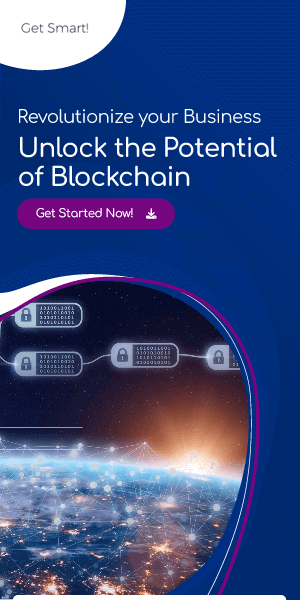 Get Smart!
Revolutionize your Business
Unlock the Potential
of Blockchain
Get Started Now!